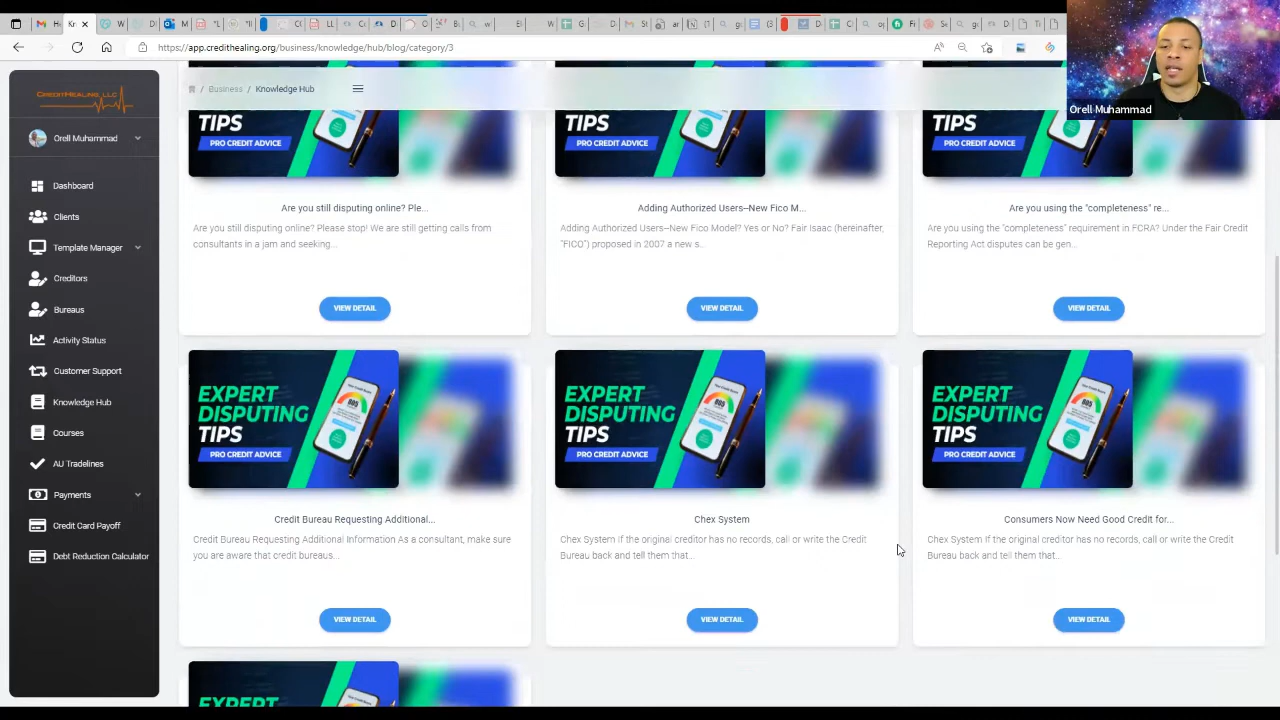 https://app.credithealing.org/business/knowledge/hub/blog/category/3
Orell Muhammad
CREDITHEALING, LLC
Orell Muhammad
Dashboard
Clients
Template Manager
Creditors
Bureaus
Activity Status
Customer Support
Knowledge Hub
Courses
AU Tradelines
Payments
Credit Card Payoff
Debt Reduction Calculator
/ Business / Knowledge Hub
TIPS
PRO CREDIT ADVICE
TIPS
PRO CREDIT ADVICE
TIPS
PRO CREDIT ADVICE
Are you still disputing online? Ple...
Are you still disputing online? Please stop! We are still getting calls from
consultants in a jam and seeking...
VIEW DETAIL
Adding Authorized Users--New Fico M...
Adding Authorized Users--New Fico Model? Yes or No? Fair Isaac (hereinafter,
"FICO") proposed in 2007 a new s...
VIEW DETAIL
Are you using the "completeness" re...
Are you using the "completeness" requirement in FCRA? Under the Fair Credit
Reporting Act disputes can be gen...
VIEW DETAIL
EXPERT
DISPUTING
TIPS
PRO CREDIT ADVICE
Credit Bureau Requesting Additional...
Credit Bureau Requesting Additional Information As a consultant, make sure
you are aware that credit bureaus...
VIEW DETAIL
EXPERT
DISPUTING
TIPS
PRO CREDIT ADVICE
Chex System
Chex System If the original creditor has no records, call or write the Credit
Bureau back and tell them that...
VIEW DETAIL
EXPERT
DISPUTING
TIPS
PRO CREDIT ADVICE
Consumers Now Need Good Credit for...
Chex System If the original creditor has no records, call or write the Credit
Bureau back and tell them that...
VIEW DETAIL
EXPERT